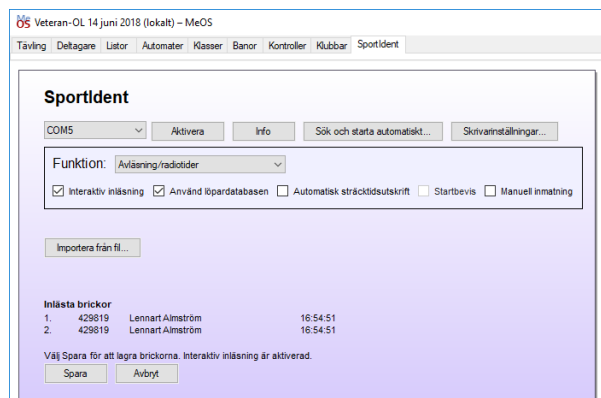 MeOS Veteran-OL 14 juni 2018 (lokalt) – MeOS
Tävling Deltagare Listor Automater Klasser Banor Kontroller Klubbar SportIdent
SportIdent
COM5 Aktivera Info Sök och starta automatiskt... Skrivarinställningar...
Funktion: Avläsning/radiotider
Interaktiv inläsning Använd löpardatabasen Automatisk sträcktidsutskrift Startbevis Manuell inmatning
Importera från fil...
Inlästa brickor
1. 429819 Lennart Almström 16:54:51
2. 429819 Lennart Almström 16:54:51
Välj Spara för att lagra brickorna. Interaktiv inläsning är aktiverad.
Spara Avbryt